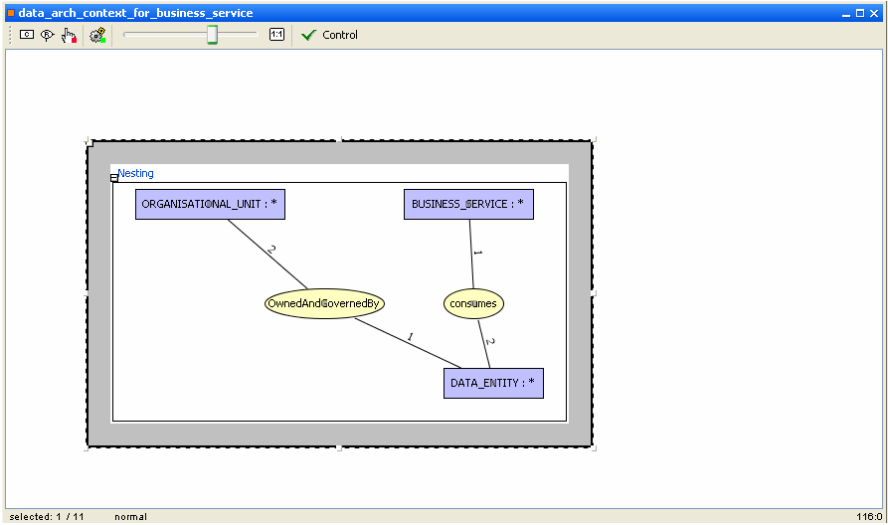 data_arch_context_for_business_service
C R 1:1 Control
Nesting
ORGANISATIONAL_UNIT : * BUSINESS_SERVICE : *
2 1
OwnedAndGovernedBy consumes
1 2
DATA_ENTITY : *
selected: 1 / 11 normal 116:0